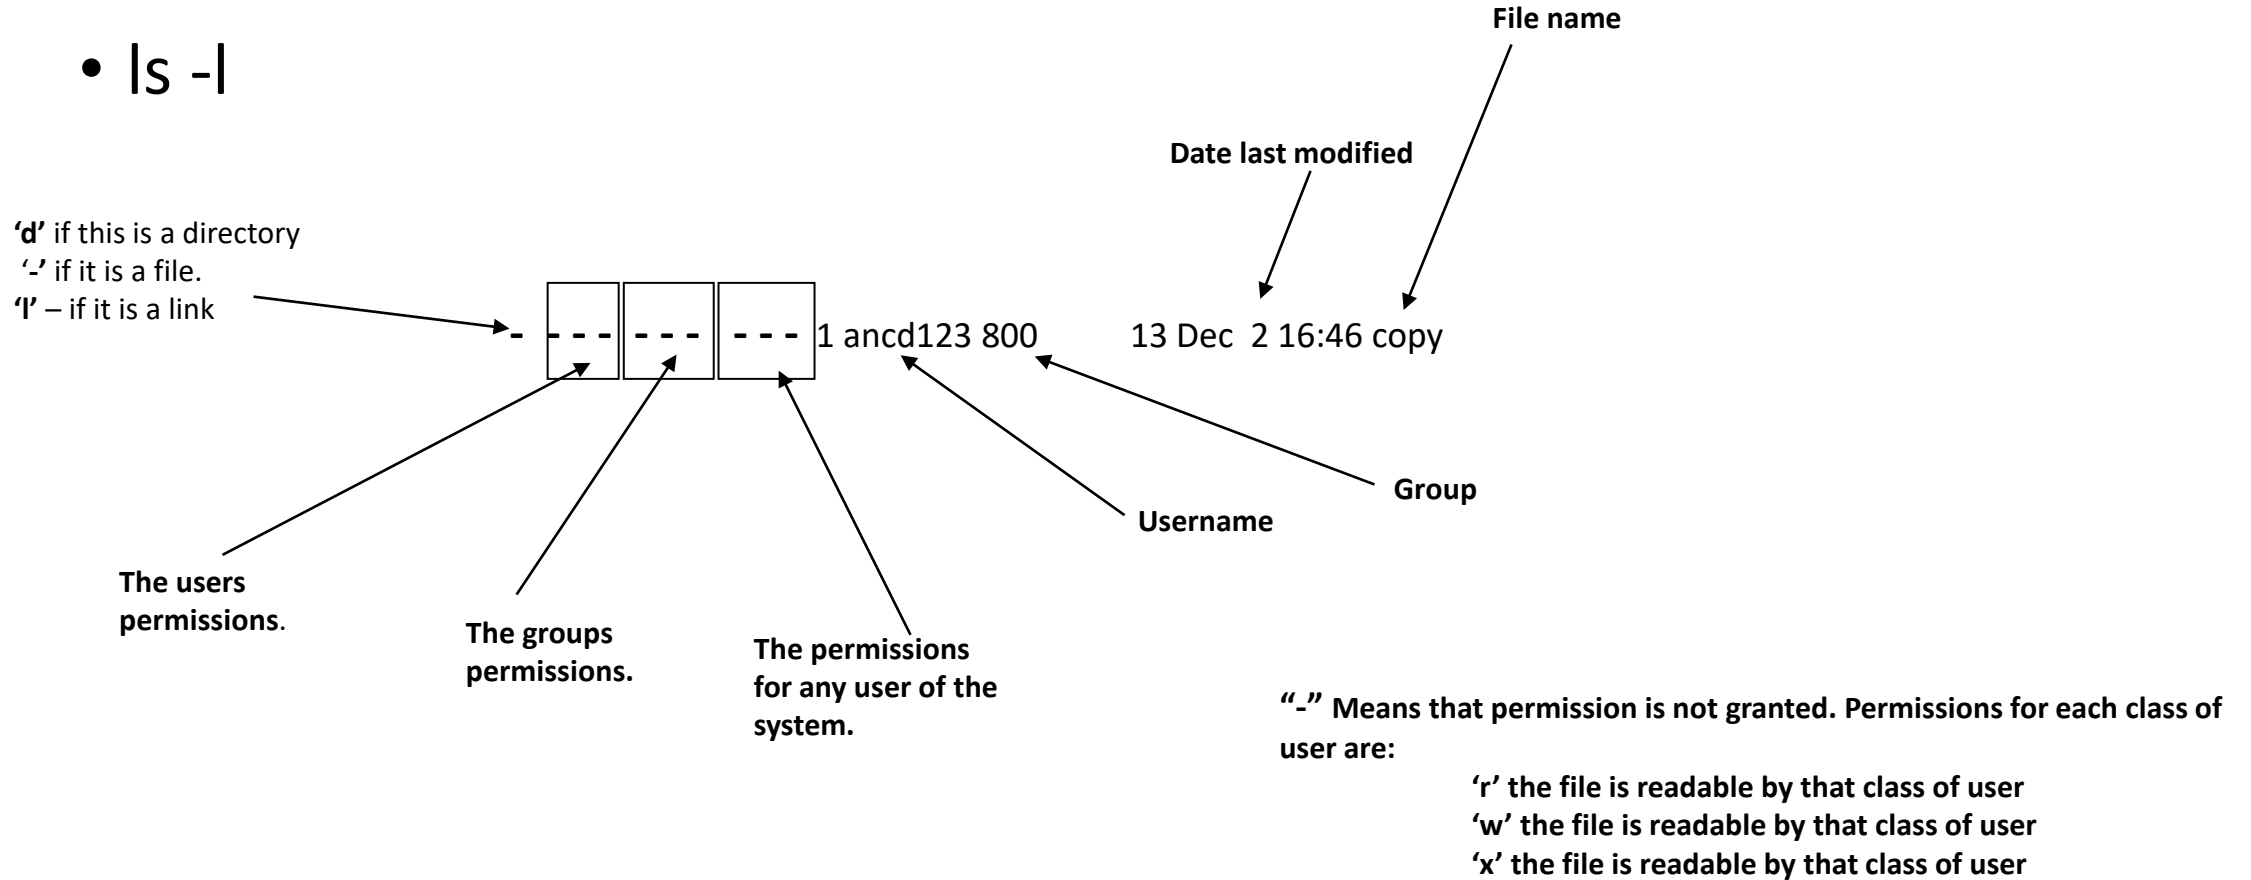 • ls -l
File name
Date last modified
‘d’ if this is a directory
‘-’ if it is a file.
‘l’ – if it is a link
- - - - - - - - - - 1 ancd123 800 13 Dec 2 16:46 copy
Group
Username
The users
permissions.
The groups
permissions.
The permissions
for any user of the
system.
“-” Means that permission is not granted. Permissions for each class of
user are:
‘r’ the file is readable by that class of user
‘w’ the file is readable by that class of user
‘x’ the file is readable by that class of user